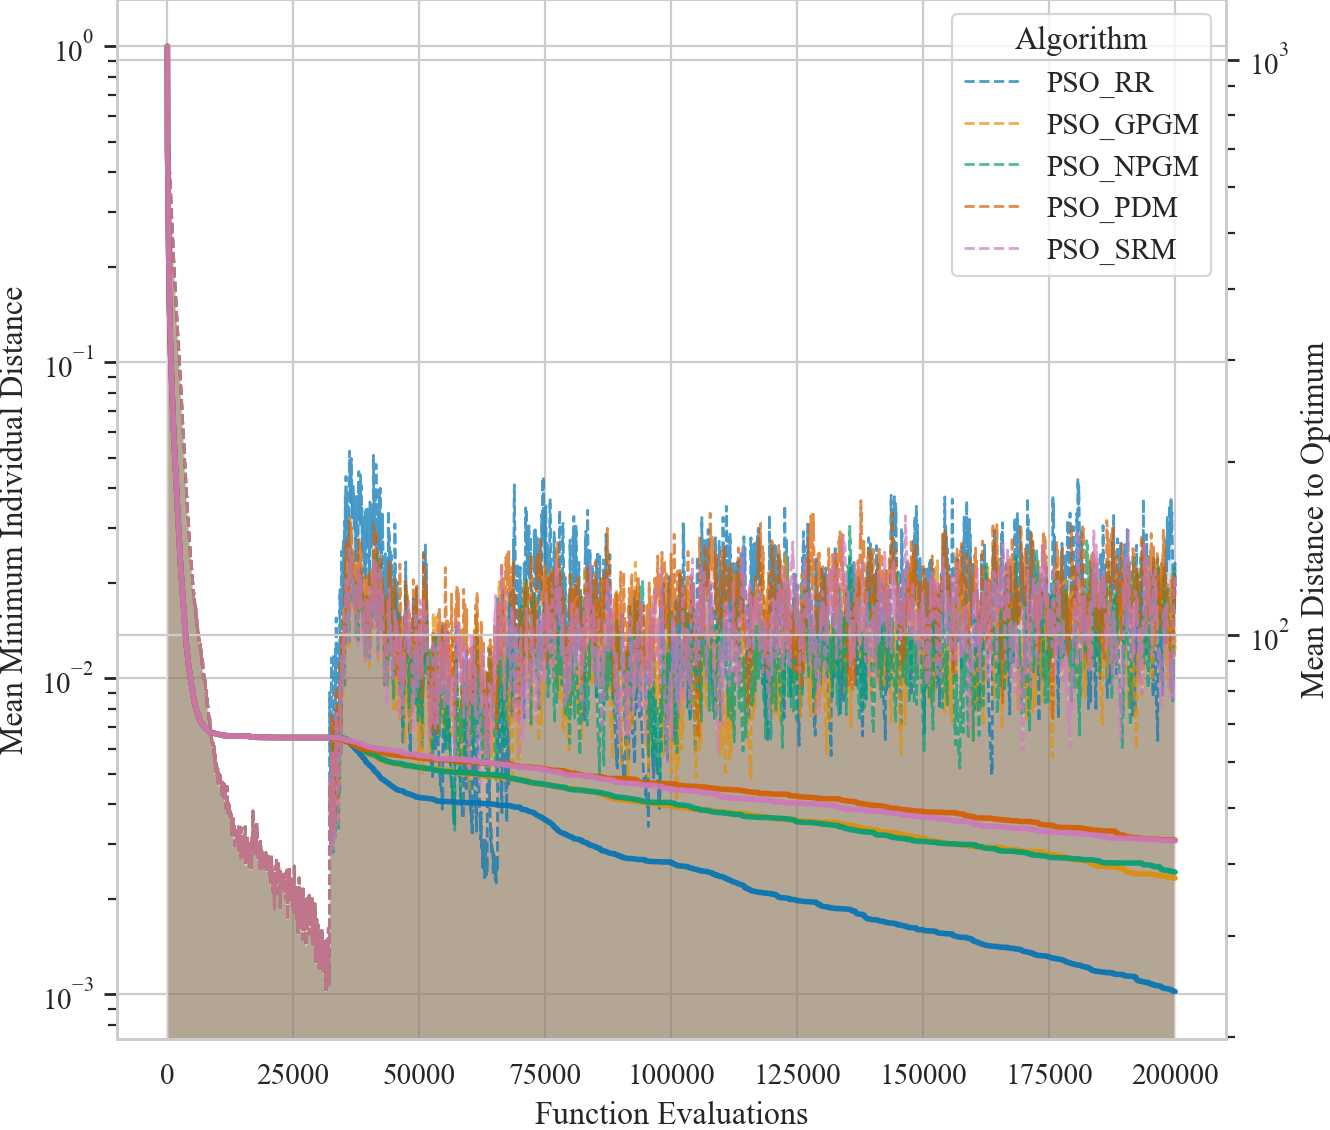 Algorithm
PSO_RR
PSO_GPGM
PSO_NPGM
PSO_PDM
PSO_SRM
10^0
10^-1
10^-2
10^-3
Mean Minimum Individual Distance
10^3
10^2
Mean Distance to Optimum
0 25000 50000 75000 100000 125000 150000 175000 200000
Function Evaluations